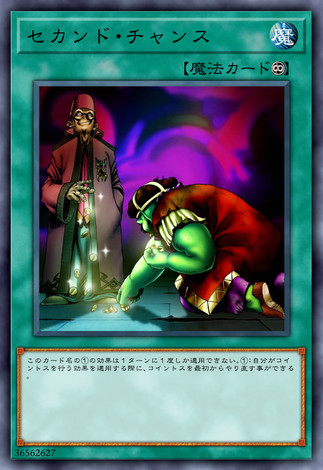 セカンド・チャンス
魔
【魔法カード♾】
このカード名の①の効果は1ターンに1度しか適用できない。①:自分がコイ
ントスを行う効果を適用する際に、コイントスを最初からやり直す事ができる
。
36562627